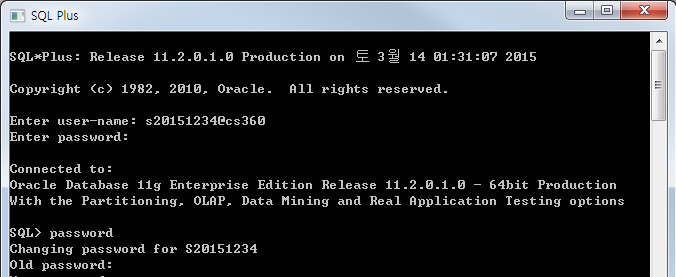 SQL Plus
SQL*Plus: Release 11.2.0.1.0 Production on 토 3월 14 01:31:07 2015
Copyright (c) 1982, 2010, Oracle.  All rights reserved.
Enter user-name: s20151234@cs360
Enter password:
Connected to:
Oracle Database 11g Enterprise Edition Release 11.2.0.1.0 - 64bit Production
With the Partitioning, OLAP, Data Mining and Real Application Testing options
SQL> password
Changing password for S20151234
Old password: